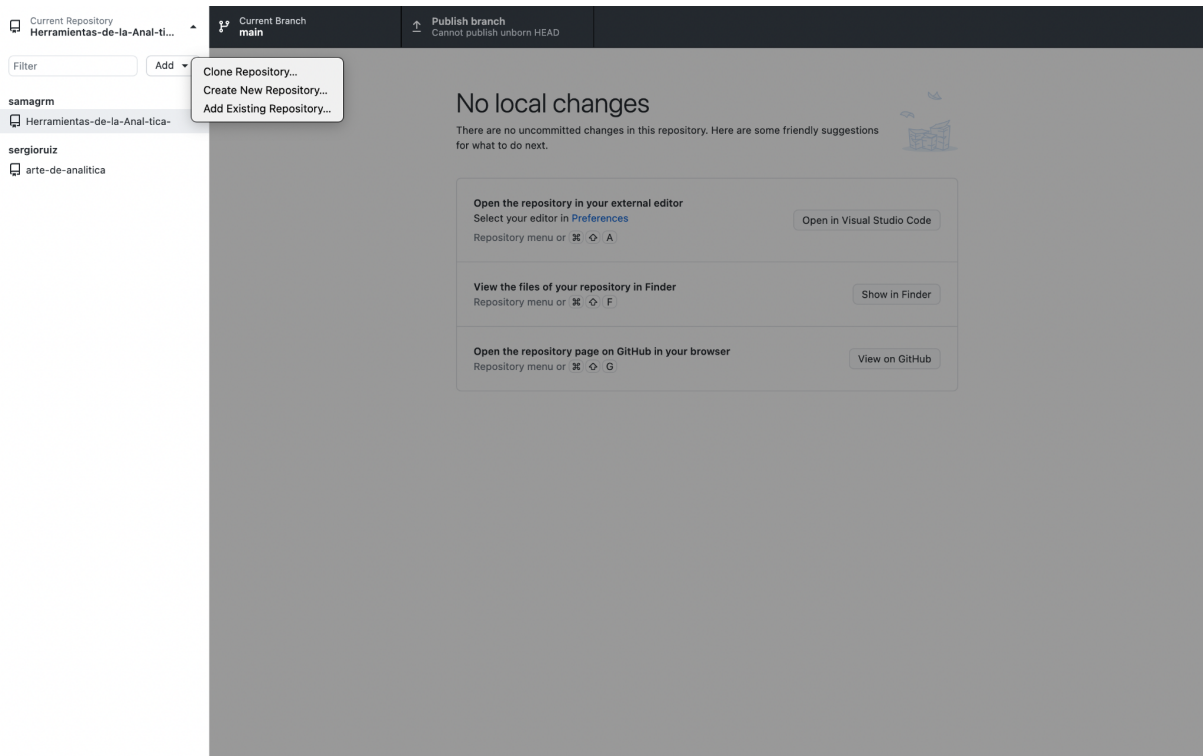 Current Repository
Herramientas-de-la-Anal-ti...
Current Branch
main
Publish branch
Cannot publish unborn HEAD
Filter
Add
Clone Repository...
Create New Repository...
Add Existing Repository...
samagrm
Herramientas-de-la-Anal-tica-
sergioruiz
arte-de-analitica
No local changes
There are no uncommitted changes in this repository. Here are some friendly suggestions
for what to do next.
Open the repository in your external editor
Select your editor in Preferences
Repository menu or ⌘ ⇧ A
Open in Visual Studio Code
View the files of your repository in Finder
Repository menu or ⌘ ⇧ F
Show in Finder
Open the repository page on GitHub in your browser
Repository menu or ⌘ ⇧ G
View on GitHub